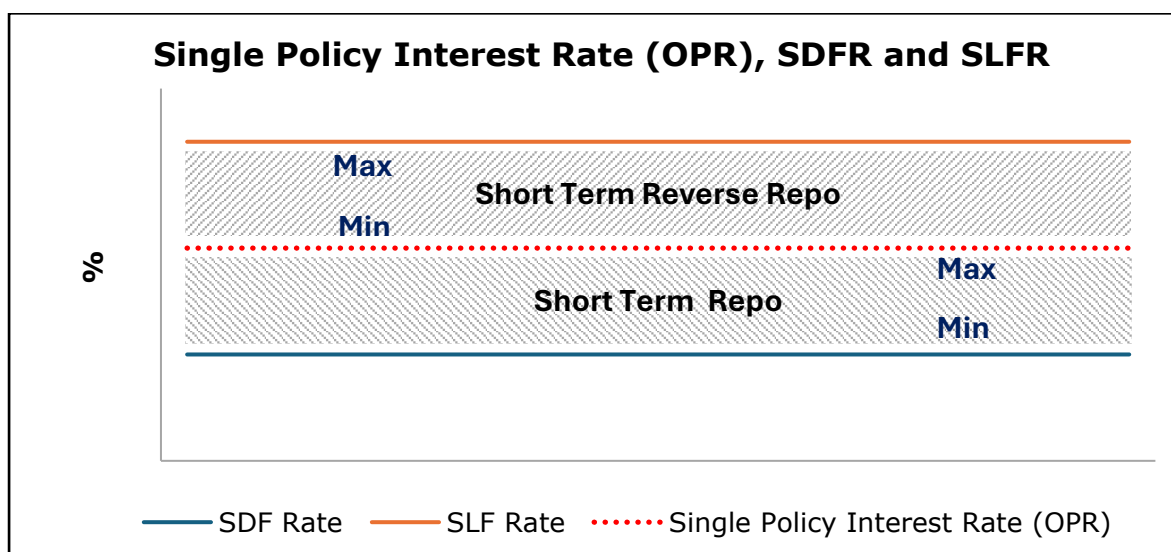 Single Policy Interest Rate (OPR), SDFR and SLFR
%
Max
Short Term Reverse Repo
Min
Max
Short Term Repo
Min
SDF Rate SLF Rate Single Policy Interest Rate (OPR)